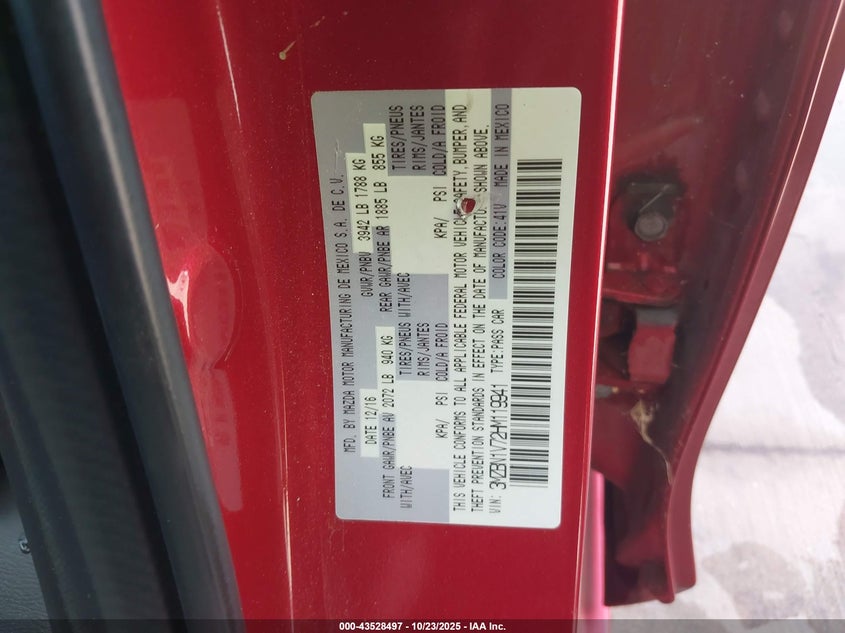 MFD. BY MAZDA MOTOR MANUFACTURING DE MEXICO S.A. DE C.V.
DATE 12/16 GVWR/PNBV 3942 LB 1788 KG
FRONT GAWR/PNBE AV 2072 LB 940 KG REAR GAWR/PNBE AR 1885 LB 855 KG
WITH/AVEC TIRES/PNEUS WITH/AVEC TIRES/PNEUS
RIMS/JANTES RIMS/JANTES
KPA/ PSI COLD/A FROID KPA/ PSI COLD/A FROID
THIS VEHICLE CONFORMS TO ALL APPLICABLE FEDERAL MOTOR VEHICLE SAFETY, BUMPER, AND
THEFT PREVENTION STANDARDS IN EFFECT ON THE DATE OF MANUFACTU SHOWN ABOVE.
VIN: 3MZBN1V72HM119941 TYPE:PASS CAR COLOR CODE:41V MADE IN MEXICO
000-43528497 - 10/23/2025 - IAA Inc.